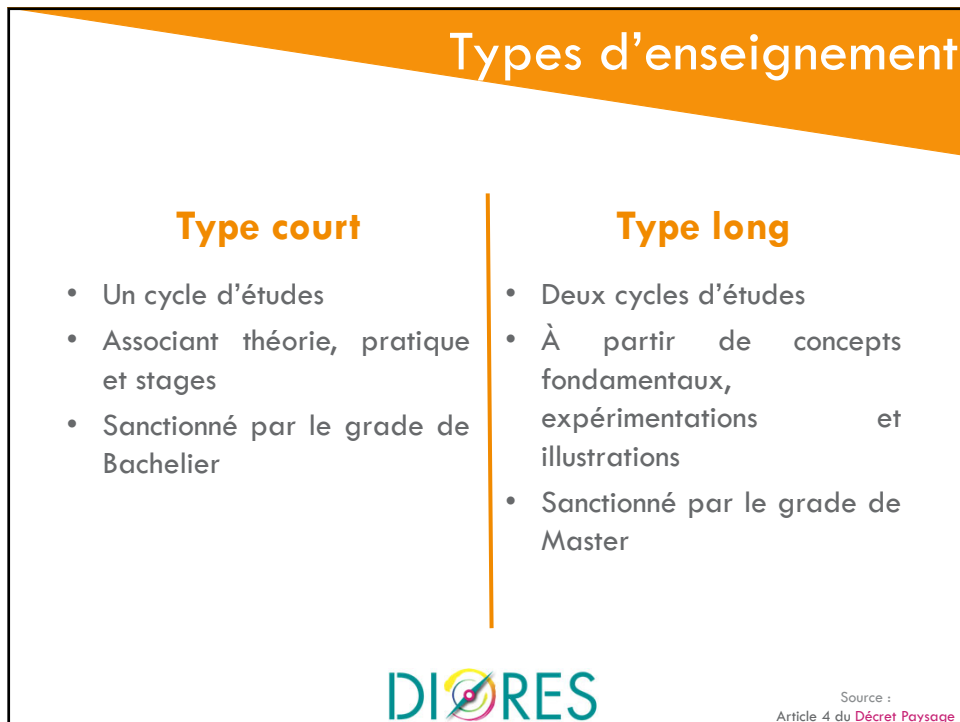 Types d’enseignement
Type court
• Un cycle d’études
• Associant théorie, pratique
et stages
• Sanctionné par le grade de
Bachelier
Type long
• Deux cycles d’études
• À partir de concepts
fondamentaux,
expérimentations et
illustrations
• Sanctionné par le grade de
Master
DIORES
Source :
Article 4 du Décret Paysage